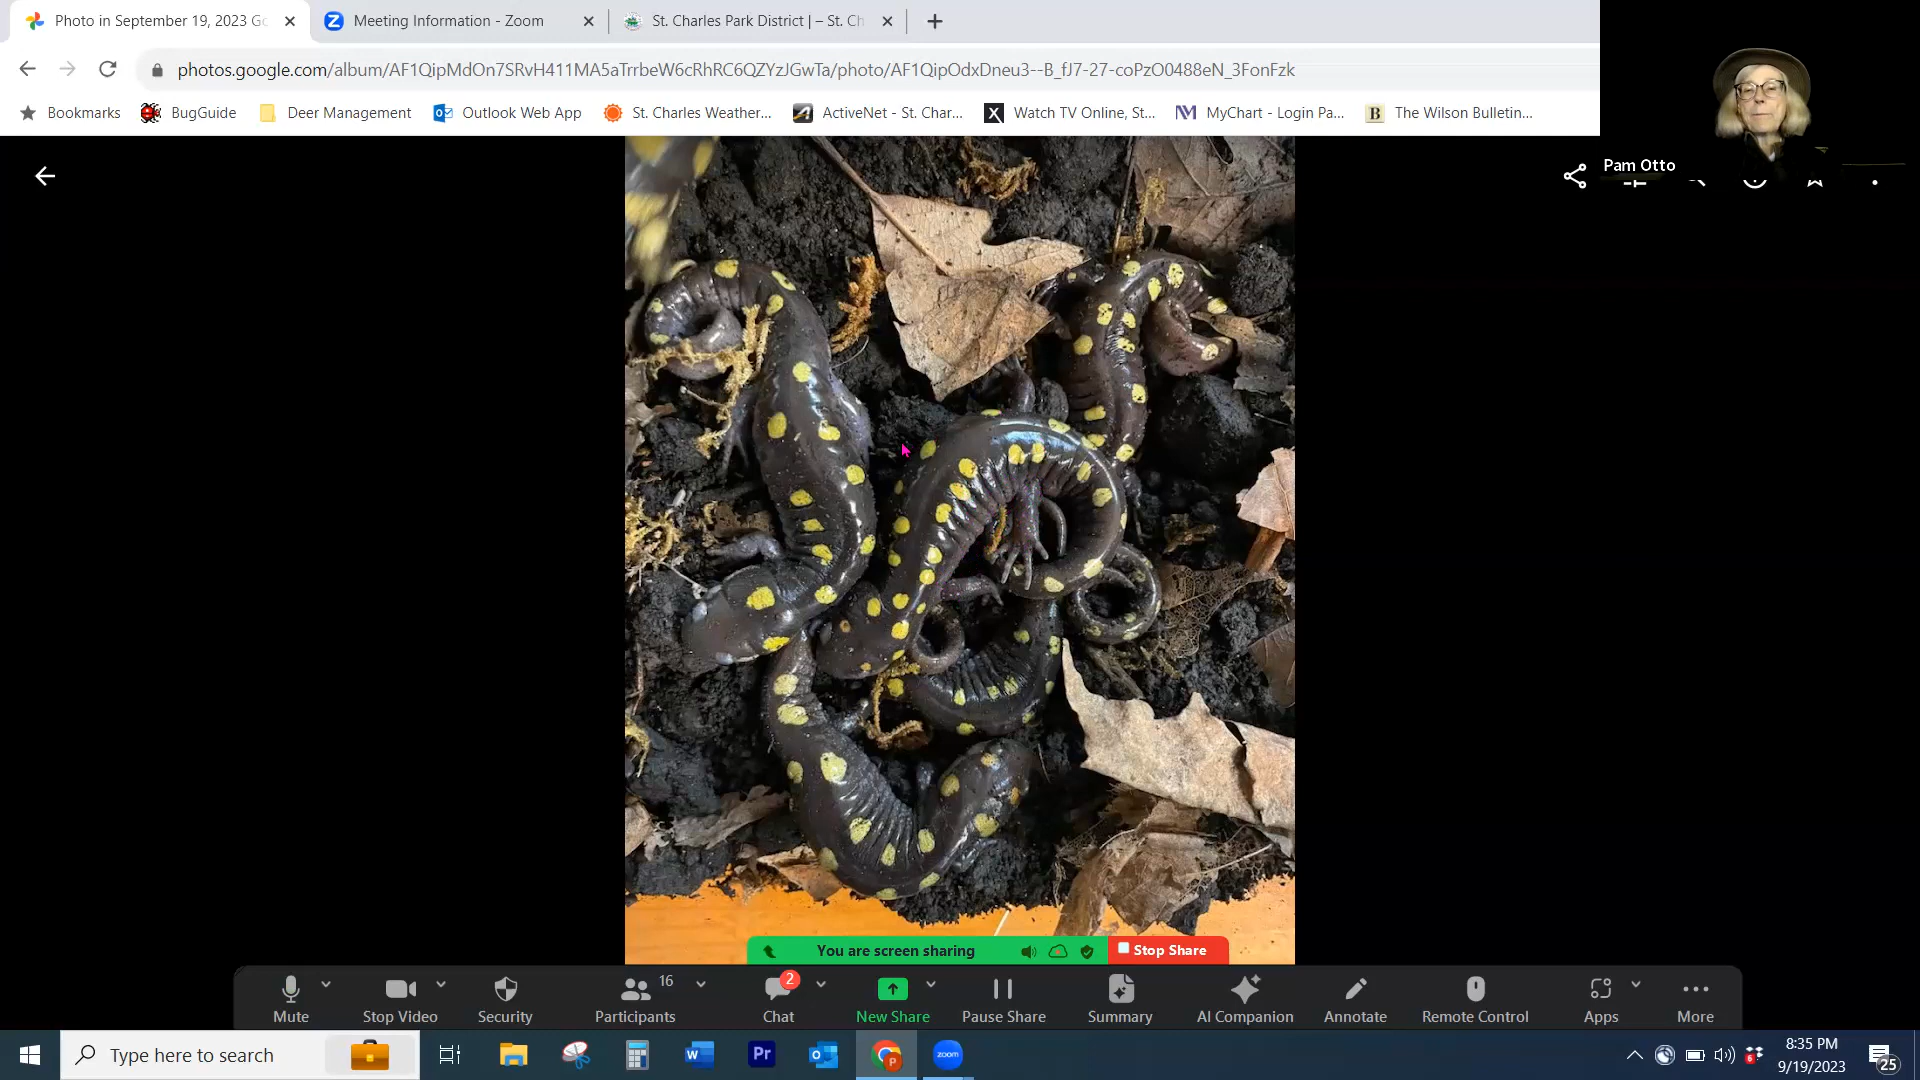 Photo in September 19, 2023 Go
Meeting Information - Zoom
St. Charles Park District | – St. Ch
photos.google.com/album/AF1QipMdOn7SRvH411MA5aTrrbeW6cRhRC6QZYzJGwTa/photo/AF1QipOdxDneu3--B_fJ7-27-coPzO0488eN_3FonFzk
Bookmarks
BugGuide
Deer Management
Outlook Web App
St. Charles Weather...
ActiveNet - St. Char...
Watch TV Online, St...
MyChart - Login Pa...
B
The Wilson Bulletin...
Pam Otto
You are screen sharing
Stop Share
16
2
Mute
Stop Video
Security
Participants
Chat
New Share
Pause Share
Summary
AI Companion
Annotate
Remote Control
Apps
More
Type here to search
Pr
zoom
8:35 PM
9/19/2023
25